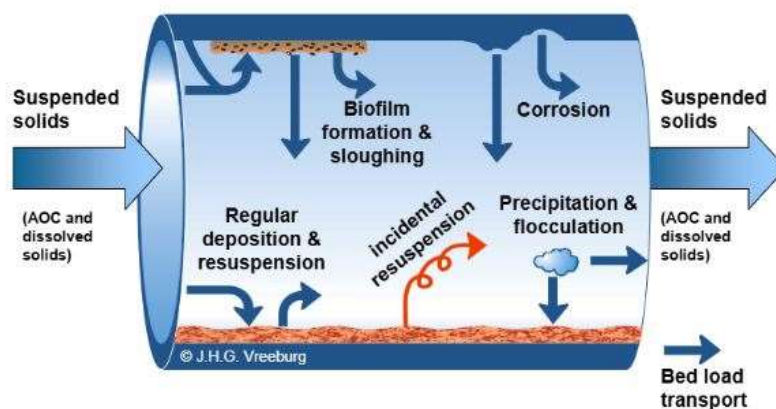 Suspended
solids
(AOC and
dissolved
solids)
Biofilm
formation &
sloughing
Corrosion
Regular
deposition &
resuspension
incidental
resuspension
Precipitation &
flocculation
Suspended
solids
(AOC and
dissolved
solids)
© J.H.G. Vreeburg
Bed load
transport